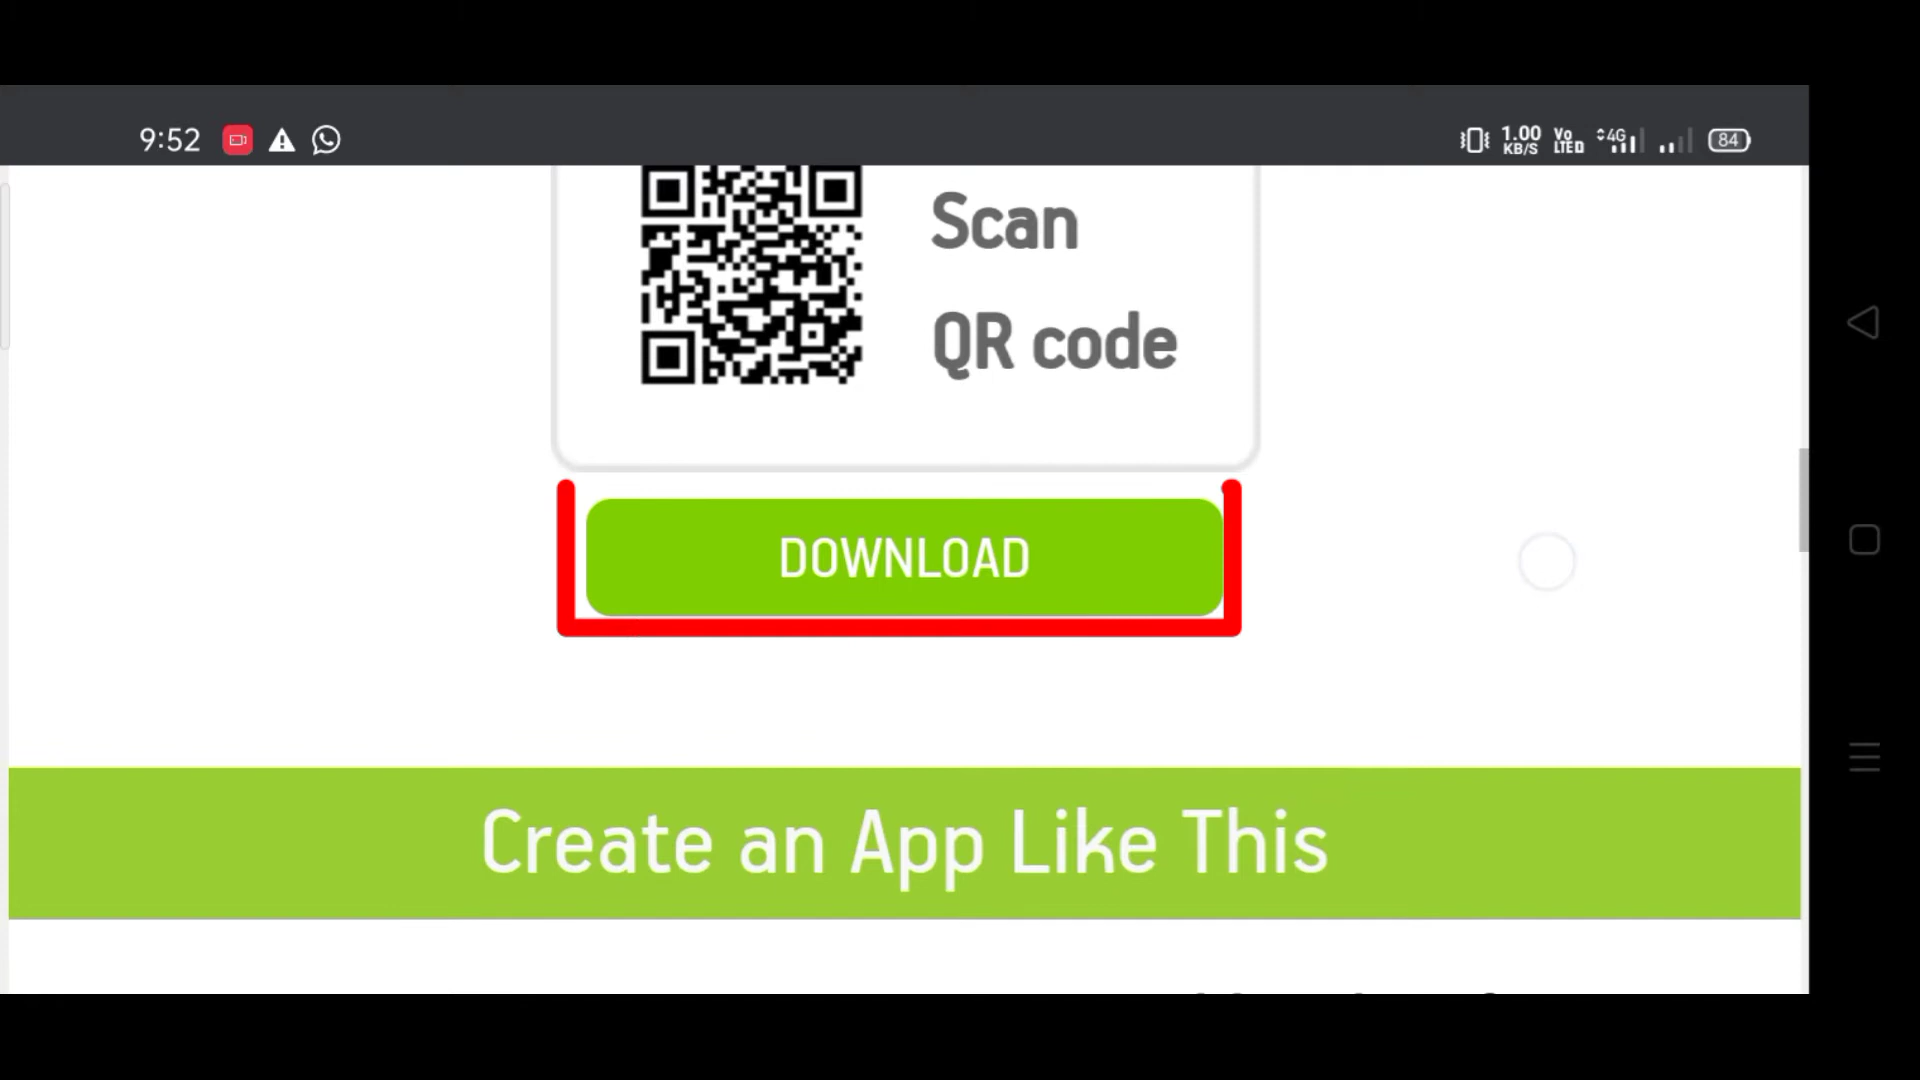 9:52
1.00
KB/S
Vo
LTE
4G
84
Scan
QR code
DOWNLOAD
Create an App Like This